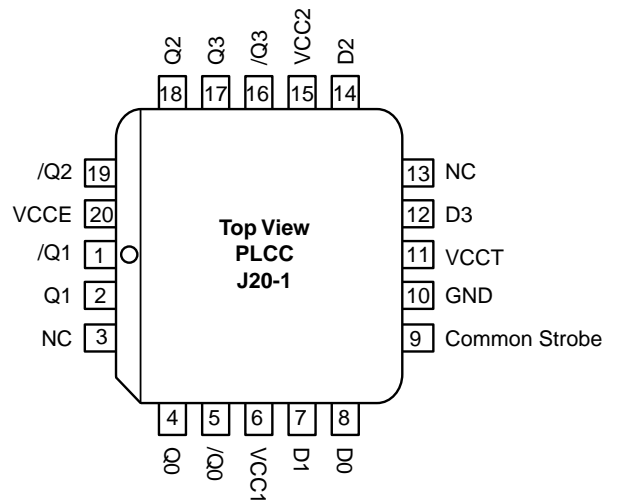 Q2
Q3
/Q3
VCC2
D2
18
17
16
15
14
/Q2 19
VCCE 20
/Q1 1
Q1 2
NC 3
Top View
PLCC
J20-1
13 NC
12 D3
11 VCCT
10 GND
9 Common Strobe
4
5
6
7
8
Q0
/Q0
VCC1
D1
D0